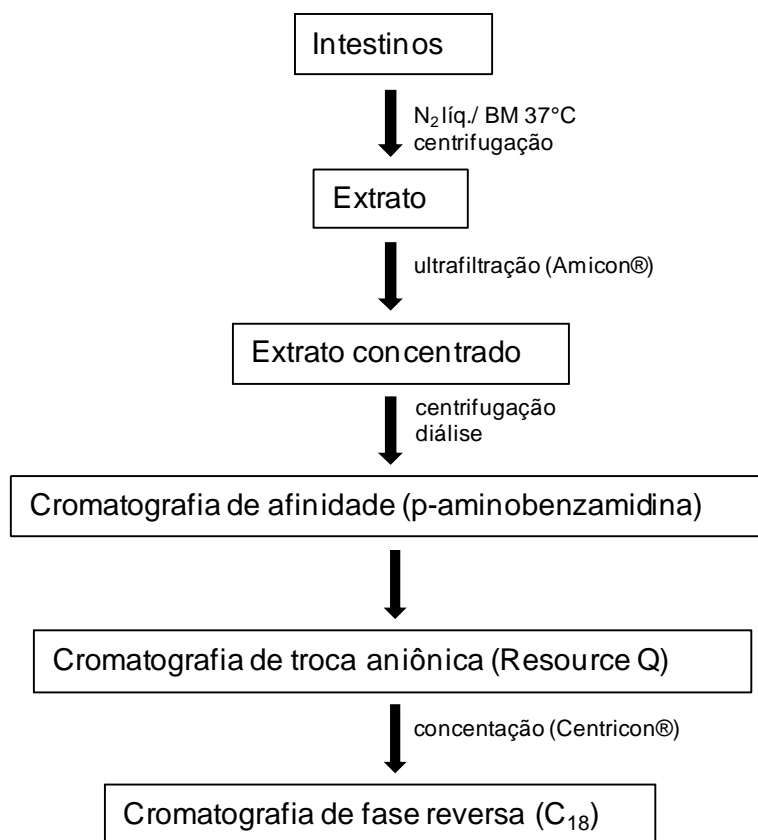 Intestinos
N₂ líq./ BM 37°C
centrifugação
Extrato
ultrafiltração (Amicon®)
Extrato concentrado
centrifugação
diálise
Cromatografia de afinidade (p-aminobenzamidina)
Cromatografia de troca aniônica (Resource Q)
concentação (Centricon®)
Cromatografia de fase reversa (C₁₈)